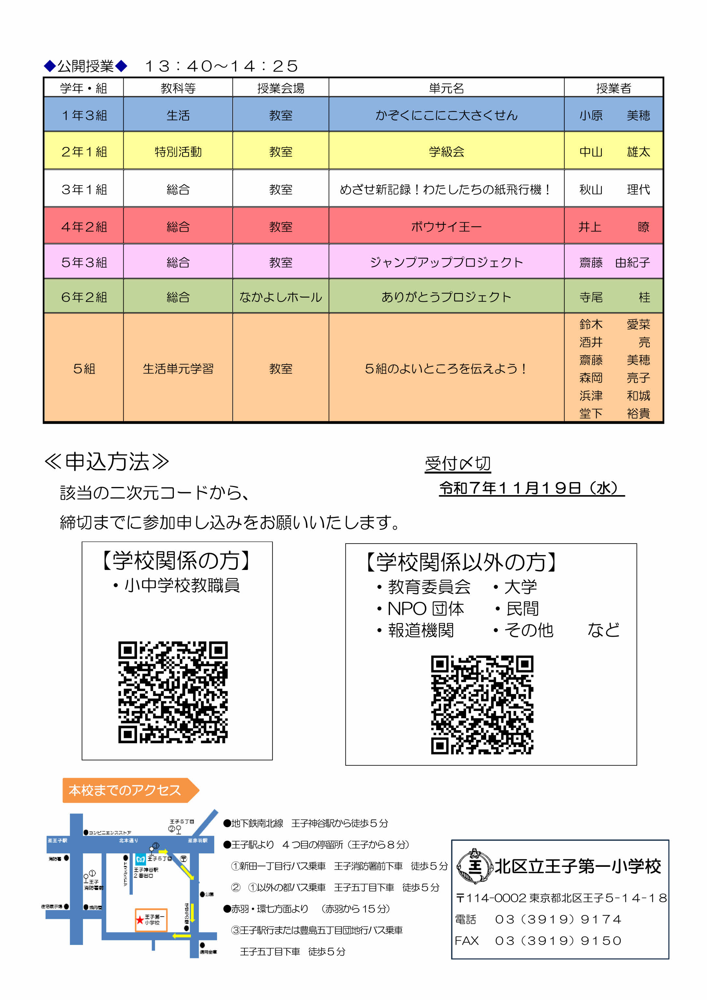 ◆公開授業◆　１３：４０～１４：２５
学年・組　教科等　授業会場　単元名　授業者
１年３組　生活　教室　かぞくにこにこ大さくせん　小原　美穂
２年１組　特別活動　教室　学級会　中山　雄太
３年１組　総合　教室　めざせ新記録！わたしたちの紙飛行機！　秋山　理代
４年２組　総合　教室　ボウサイ王一　井上　瞭
５年３組　総合　教室　ジャンプアッププロジェクト　齋藤　由紀子
６年２組　総合　なかよしホール　ありがとうプロジェクト　寺尾　桂
５組　生活単元学習　教室　５組のよいところを伝えよう！
鈴木　愛菜
酒井　亮
齋藤　美穂
森岡　亮子
浜津　和城
堂下　裕貴
≪申込方法≫
受付〆切
令和７年１１月１９日（水）
該当の二次元コードから、
締切までに参加申し込みをお願いいたします。
【学校関係の方】
・小中学校教職員
【学校関係以外の方】
・教育委員会　・大学
・NPO 団体　・民間
・報道機関　・その他　など
本校までのアクセス
王子５丁目
②
コンビニエンスストア
至王子駅　北本通り　至赤羽駅
③
消防署
ドラッグストア
王子５丁目
〒
王子神谷駅
２番出口
①
王子
消防署前
公園
住宅展示場
焼肉屋
王子第一
小学校
信用金庫
●地下鉄南北線　王子神谷駅から徒歩５分
●王子駅より　４つ目の停留所（王子から８分）
①新田一丁目行バス乗車　王子消防署前下車　徒歩５分
②　①以外の都バス乗車　王子五丁目下車　徒歩５分
●赤羽・環七方面より　（赤羽から 15 分）
③王子駅行または豊島五丁目団地行バス乗車
王子五丁目下車　徒歩５分
北区立王子第一小学校
〒114-0002 東京都北区王子５-１４-１８
電話　０３（３９１９）９１７４
FAX　０３（３９１９）９１５０